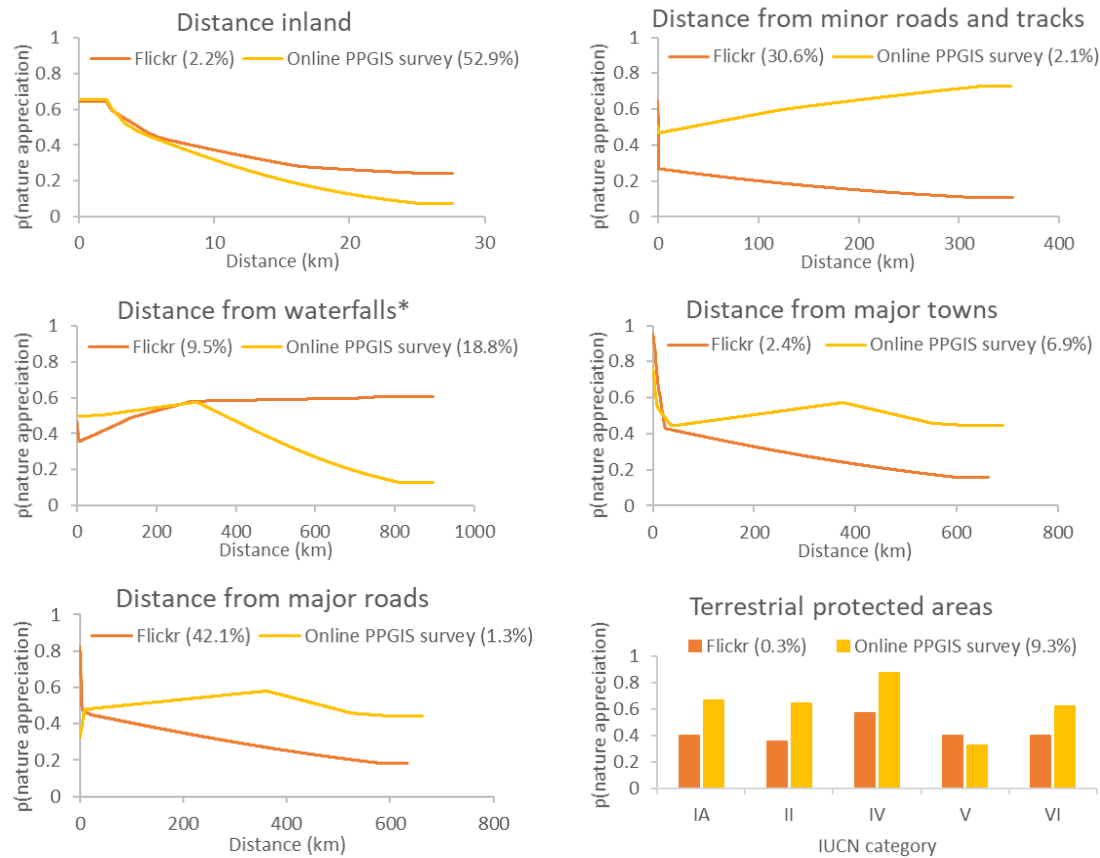 Distance inland
Flickr (2.2%) Online PPGIS survey (52.9%)
p(nature appreciation)
1
0.8
0.6
0.4
0.2
0
0 10 20 30
Distance (km)
Distance from minor roads and tracks
Flickr (30.6%) Online PPGIS survey (2.1%)
p(nature appreciation)
1
0.8
0.6
0.4
0.2
0
0 100 200 300 400
Distance (km)
Distance from waterfalls*
Flickr (9.5%) Online PPGIS survey (18.8%)
p(nature appreciation)
1
0.8
0.6
0.4
0.2
0
0 200 400 600 800 1000
Distance (km)
Distance from major towns
Flickr (2.4%) Online PPGIS survey (6.9%)
p(nature appreciation)
1
0.8
0.6
0.4
0.2
0
0 200 400 600 800
Distance (km)
Distance from major roads
Flickr (42.1%) Online PPGIS survey (1.3%)
p(nature appreciation)
1
0.8
0.6
0.4
0.2
0
0 200 400 600 800
Distance (km)
Terrestrial protected areas
Flickr (0.3%) Online PPGIS survey (9.3%)
p(nature appreciation)
1
0.8
0.6
0.4
0.2
0
IA II IV V VI
IUCN category